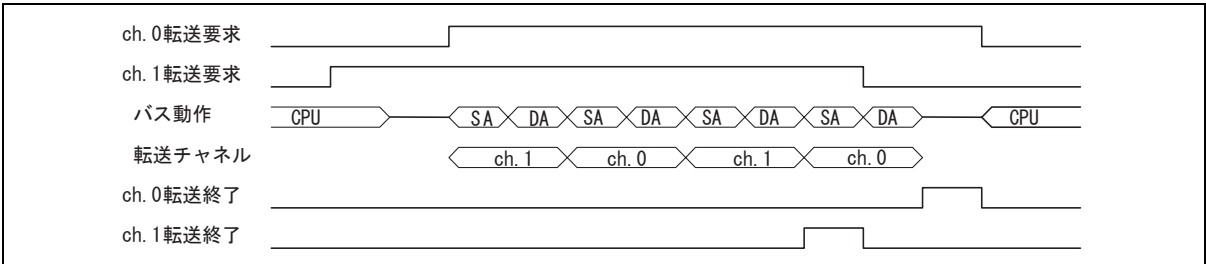 ch.0転送要求
ch.1転送要求
バス動作 CPU SA DA SA DA SA DA SA DA CPU
転送チャネル ch.1 ch.0 ch.1 ch.0
ch.0転送終了
ch.1転送終了